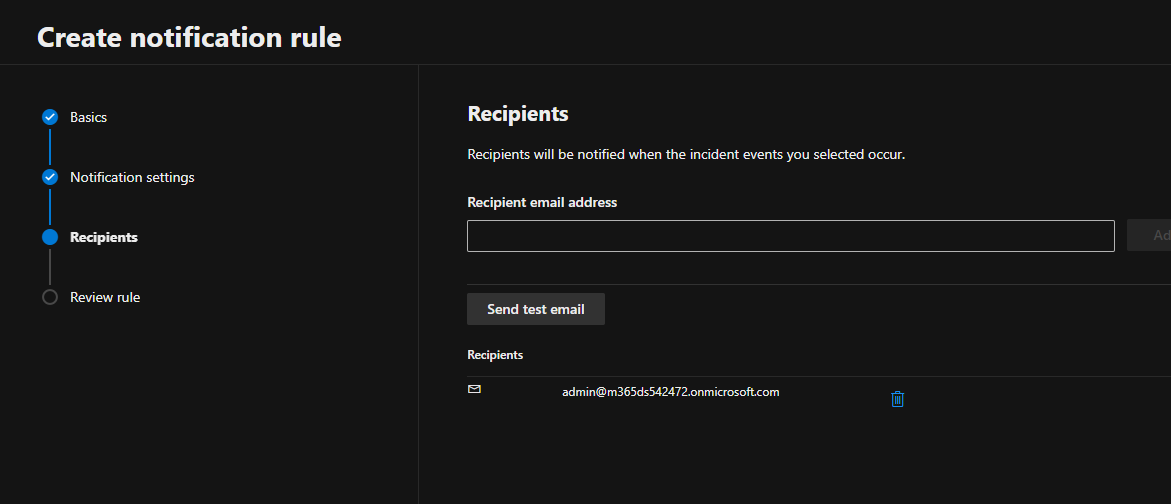 Create notification rule
Basics
Notification settings
Recipients
Review rule
Recipients
Recipients will be notified when the incident events you selected occur.
Recipient email address
Ad
Send test email
Recipients
admin@m365ds542472.onmicrosoft.com